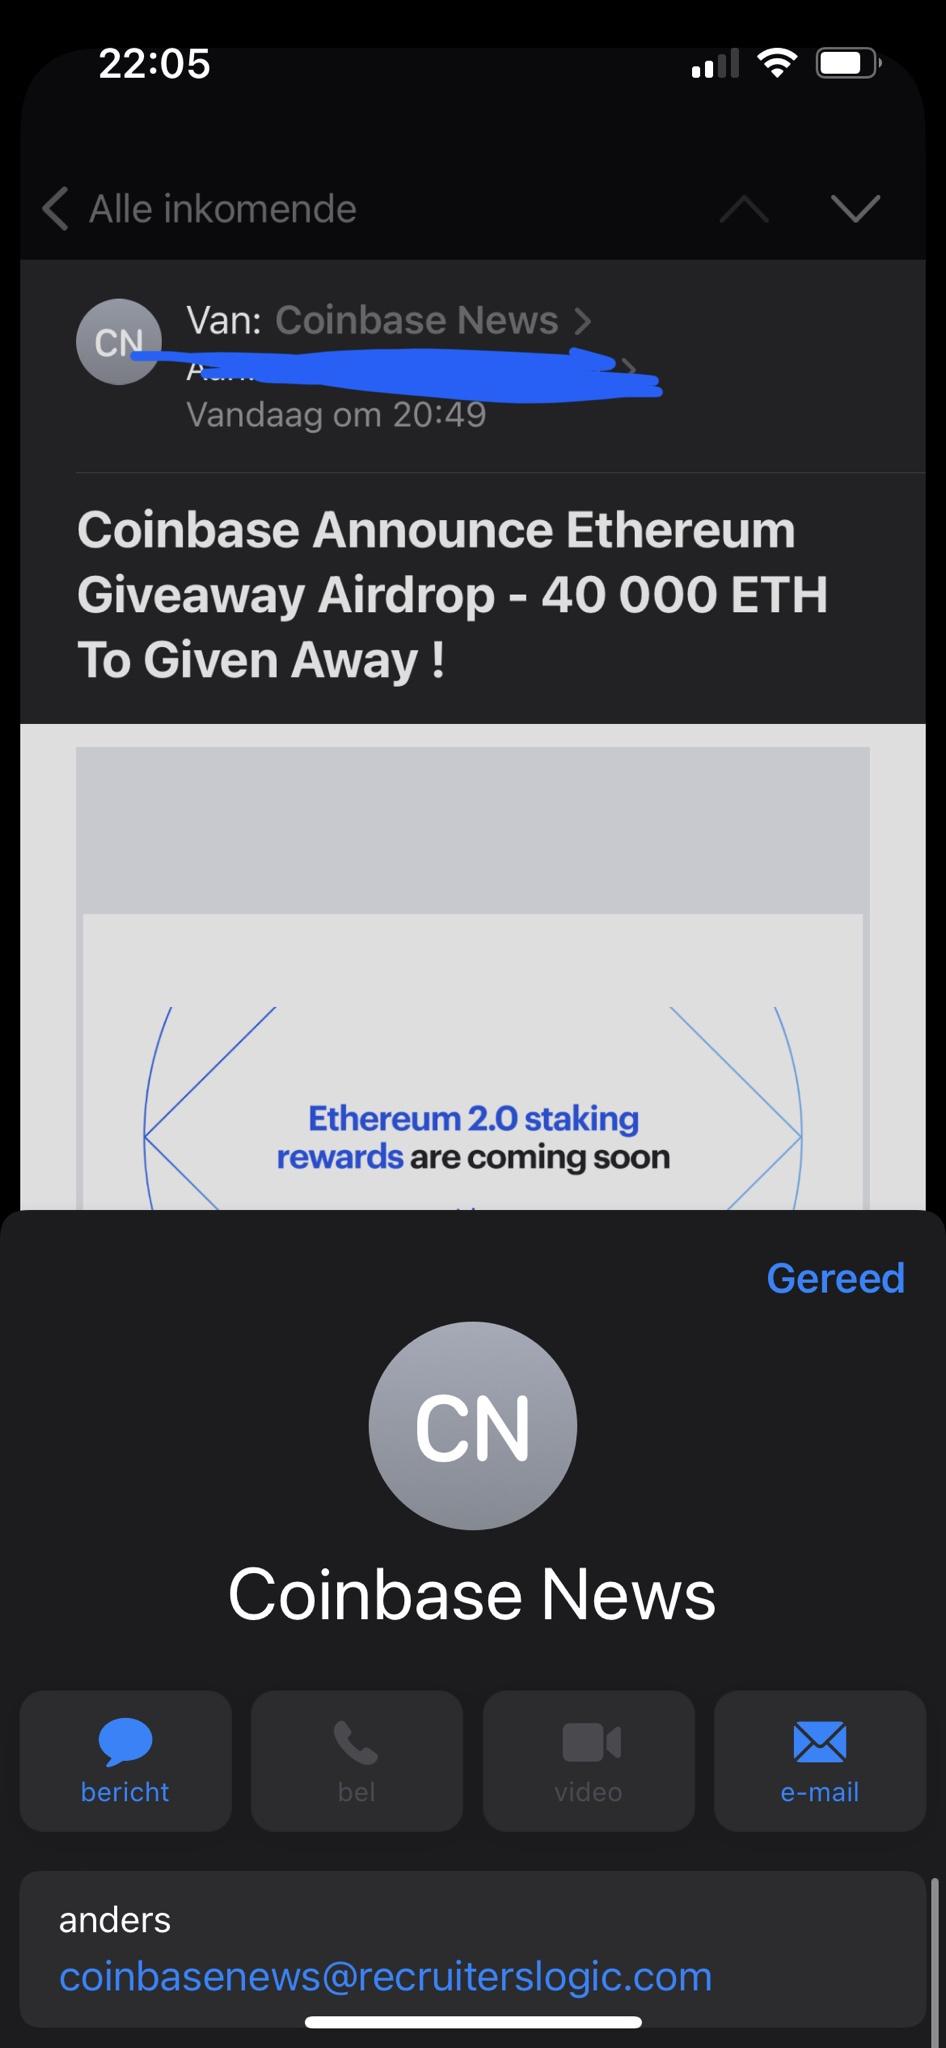 22:05
Alle inkomende
CN
Van: Coinbase News
Vandaag om 20:49
Coinbase Announce Ethereum
Giveaway Airdrop - 40 000 ETH
To Given Away !
Ethereum 2.0 staking
rewards are coming soon
Gereed
CN
Coinbase News
bericht
bel
video
e-mail
anders
coinbasenews@recruiterslogic.com